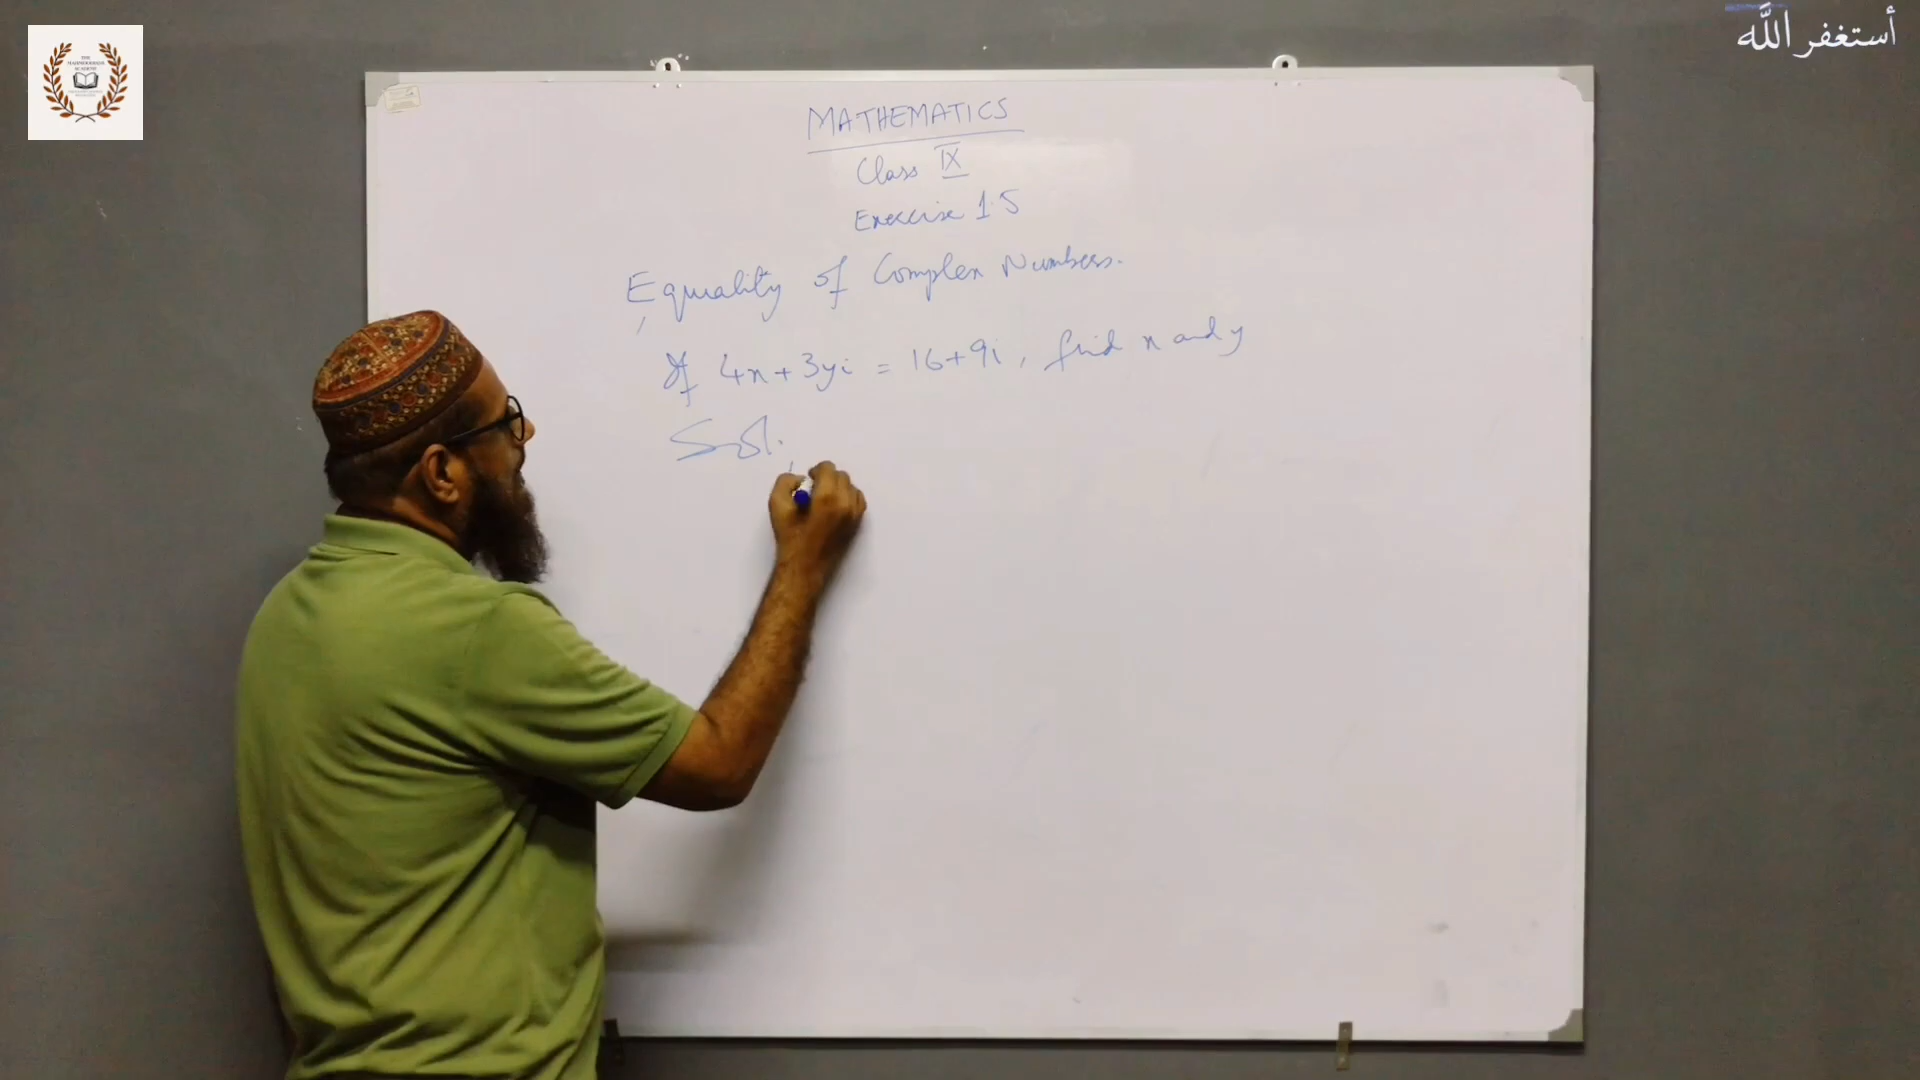 أستغفر الله
MATHEMATICS
Class IX
Exercise 1.5
Equality of Complex Numbers.
If 4x+3yi = 16+9i, find x and y
Sol.